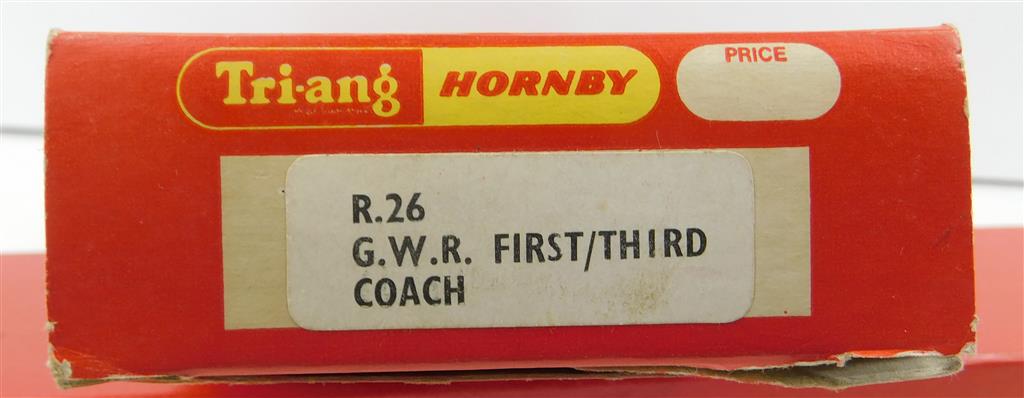 Tri-ang HORNBY PRICE
R.26
G.W.R. FIRST/THIRD
COACH